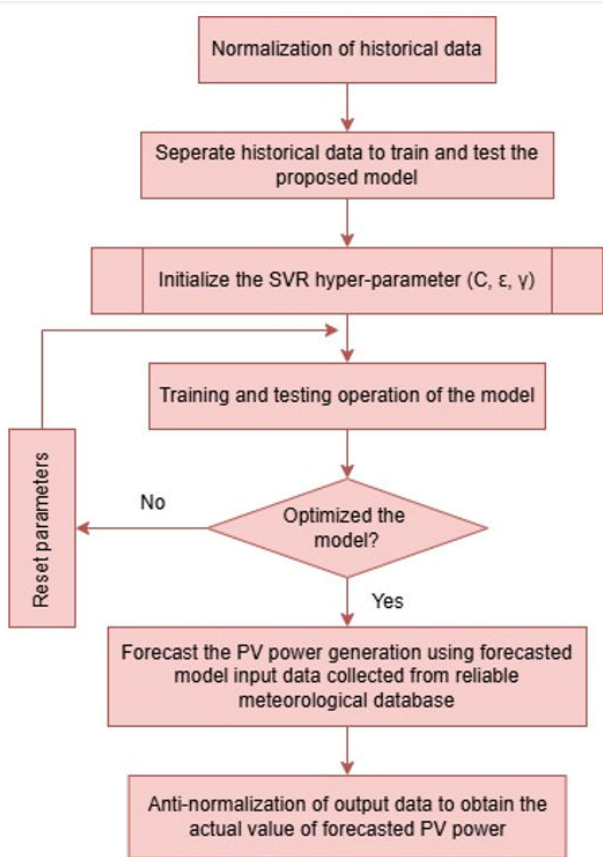 Normalization of historical data
Seperate historical data to train and test the
proposed model
Initialize the SVR hyper-parameter (C, ε, γ)
Training and testing operation of the model
Reset parameters
No
Optimized the
model?
Yes
Forecast the PV power generation using forecasted
model input data collected from reliable
meteorological database
Anti-normalization of output data to obtain the
actual value of forecasted PV power